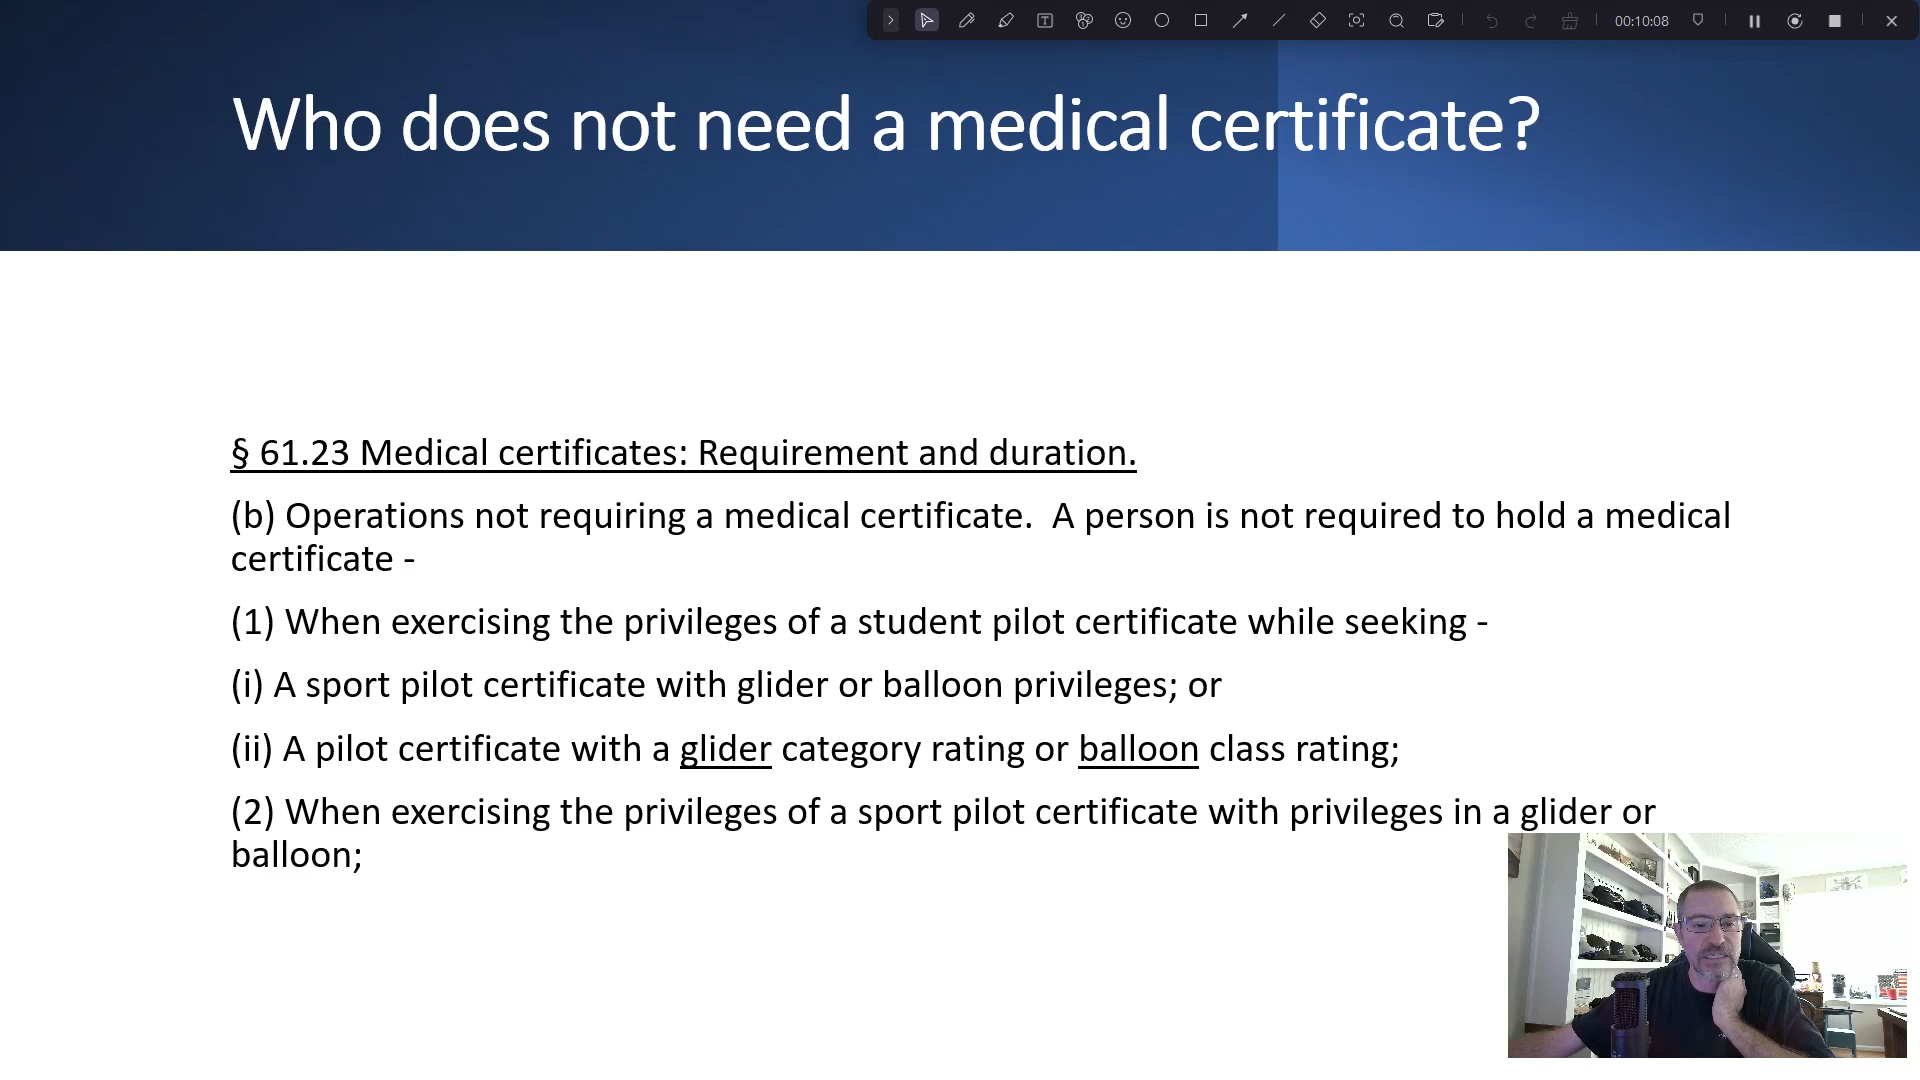 00:10:08
Who does not need a medical certificate?
§ 61.23 Medical certificates: Requirement and duration.
(b) Operations not requiring a medical certificate.  A person is not required to hold a medical
certificate -
(1) When exercising the privileges of a student pilot certificate while seeking -
(i) A sport pilot certificate with glider or balloon privileges; or
(ii) A pilot certificate with a glider category rating or balloon class rating;
(2) When exercising the privileges of a sport pilot certificate with privileges in a glider or
balloon;